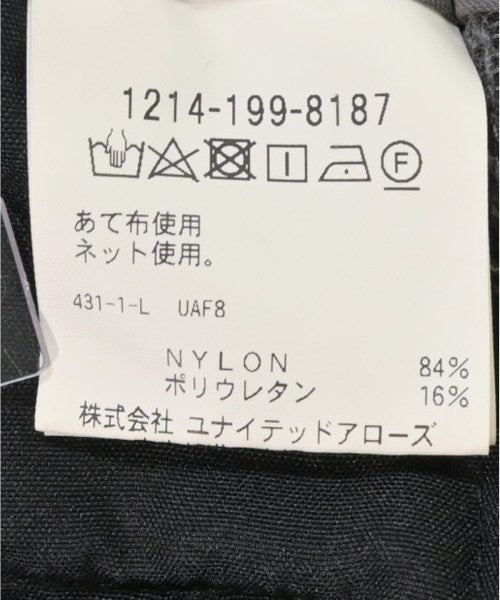 1214-199-8187
F
あて布使用
ネット使用。
431-1-L UAF8
NYLON 84%
ポリウレタン 16%
株式会社 ユナイテッドアローズ